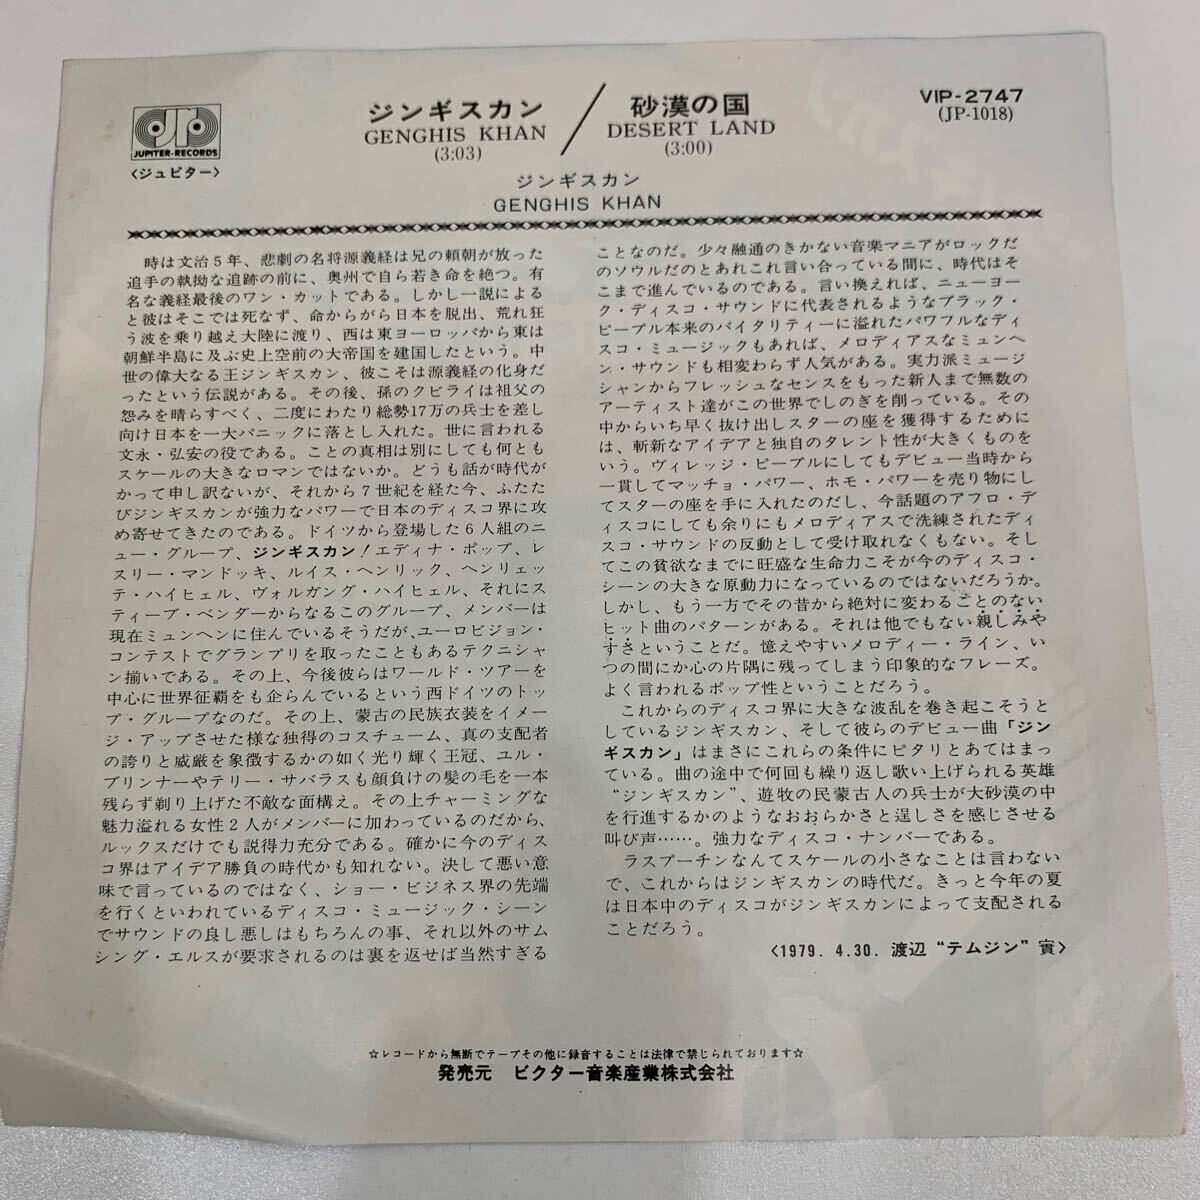 JUPITER-RECORDS
〈ジュピター〉
ジンギスカン
GENGHIS KHAN
(3:03)
砂漠の国
DESERT LAND
(3:00)
VIP-2747
(JP-1018)
ジンギスカン
GENGHIS KHAN
時は文治5年、悲劇の名将源義経は兄の頼朝が放った
追手の執拗な追跡の前に、奥州で自ら若き命を絶つ。有
名な義経最後のワン・カットである。しかし一説による
と彼はそこでは死なず、命からがら日本を脱出、荒れ狂
う波を乗り越え大陸に渡り、西は東ヨーロッパから東は
朝鮮半島に及ぶ史上空前の大帝国を建国したという。中
世の偉大なる王ジンギスカン、彼こそは源義経の化身だ
ったという伝説がある。その後、孫のクビライは祖父の
怨みを晴らすべく、二度にわたり総勢17万の兵士を差し
向け日本を一大パニックに落とし入れた。世に言われる
文永・弘安の役である。ことの真相は別にしても何とも
スケールの大きなロマンではないか。どうも話が時代が
かって申し訳ないが、それから7世紀を経た今、ふたた
びジンギスカンが強力なパワーで日本のディスコ界に攻
め寄せてきたのである。ドイツから登場した6人組のニ
ュー・グループ、ジンギスカン！エディナ・ポップ、レ
スリー・マンドッキ、ルイス・ヘンリック、ヘンリェッ
テ・ハイヒェル、ヴォルガング・ハイヒェル、それにス
ティーブ・ベンダーからなるこのグループ、メンバーは
現在ミュンヘンに住んでいるそうだが、ユーロビジョン・
コンテストでグランプリを取ったこともあるテクニシャ
ン揃いである。その上、今後彼らはワールド・ツアーを
中心に世界征覇をも企らんでいるという西ドイツのトッ
プ・グループなのだ。その上、蒙古の民族衣装をイメー
ジ・アップさせた様な独得のコスチューム、真の支配者
の誇りと威厳を象徴するかの如く光り輝く王冠、ユル・
ブリンナーやテリー・サバラスも顔負けの髪の毛を一本
残らず剃り上げた不敵な面構え。その上チャーミングな
魅力溢れる女性2人がメンバーに加わっているのだから、
ルックスだけでも説得力充分である。確かに今のディス
コ界はアイデア勝負の時代かも知れない。決して悪い意
味で言っているのではなく、ショー・ビジネス界の先端
を行くといわれているディスコ・ミュージック・シーン
でサウンドの良し悪しはもちろんの事、それ以外のサム
シング・エルスが要求されるのは裏を返せば当然すぎる
ことなのだ。少々融通のきかない音楽マニアがロックだ
のソウルだのとあれこれ言い合っている間に、時代はそ
こまで進んでいるのである。言い換えれば、ニューヨー
ク・ディスコ・サウンドに代表されるようなブラック・
ピープル本来のバイタリティーに溢れたパワフルなディ
スコ・ミュージックもあれば、メロディアスなミュンヘ
ン・サウンドも相変わらず人気がある。実力派ミュージ
シャンからフレッシュなセンスをもった新人まで無数の
アーティスト達がこの世界でしのぎを削っている。その
中からいち早く抜け出しスターの座を獲得するために
は、斬新なアイデアと独自のタレント性が大きくものを
いう。ヴィレッジ・ピープルにしてもデビュー当時から
一貫してマッチョ・パワー、ホモ・パワーを売り物にし
てスターの座を手に入れたのだし、今話題のアフロ・デ
ィスコにしても余りにもメロディアスで洗練されたディ
スコ・サウンドの反動として受け取れなくもない。そし
てこの貪欲なまでに旺盛な生命力こそが今のディスコ・
シーンの大きな原動力になっているのではないだろうか。
しかし、もう一方でその昔から絶対に変わることのない
ヒット曲のパターンがある。それは他でもない親しみや
すさということだ。憶えやすいメロディー・ライン、い
つの間にか心の片隅に残ってしまう印象的なフレーズ。
よく言われるポップ性ということだろう。
これからのディスコ界に大きな波乱を巻き起こそうと
しているジンギスカン、そして彼らのデビュー曲「ジン
ギスカン」はまさにこれらの条件にピタリとあてはまっ
ている。曲の途中で何回も繰り返し歌い上げられる英雄
“ジンギスカン”、遊牧の民蒙古人の兵士が大砂漠の中
を行進するかのようなおおらかさと逞しさを感じさせる
叫び声……。強力なディスコ・ナンバーである。
ラスプーチンなんてスケールの小さなことは言わない
で、これからはジンギスカンの時代だ。きっと今年の夏
は日本中のディスコがジンギスカンによって支配される
ことだろう。
〈1979. 4.30. 渡辺“テムジン”寅〉
☆レコードから無断でテープその他に録音することは法律で禁じられております☆
発売元 ビクター音楽産業株式会社